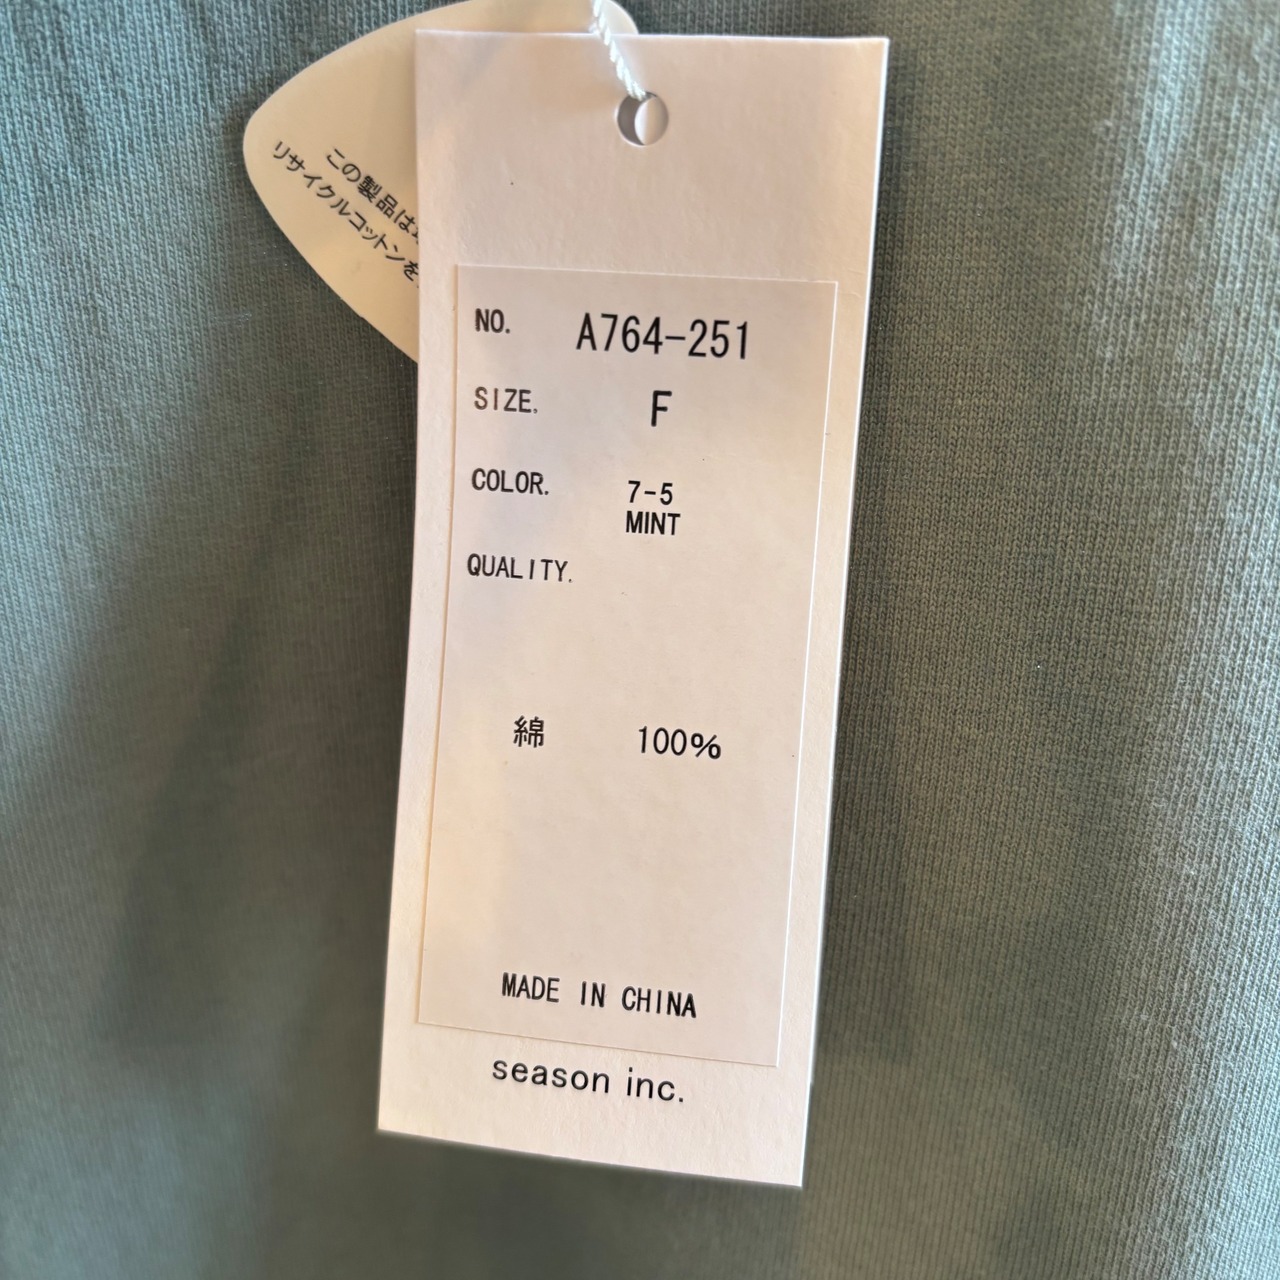 この製品は
リサイクルコットンを
NO. A764-251
SIZE. F
COLOR. 7-5
MINT
QUALITY.
綿 100%
MADE IN CHINA
season inc.